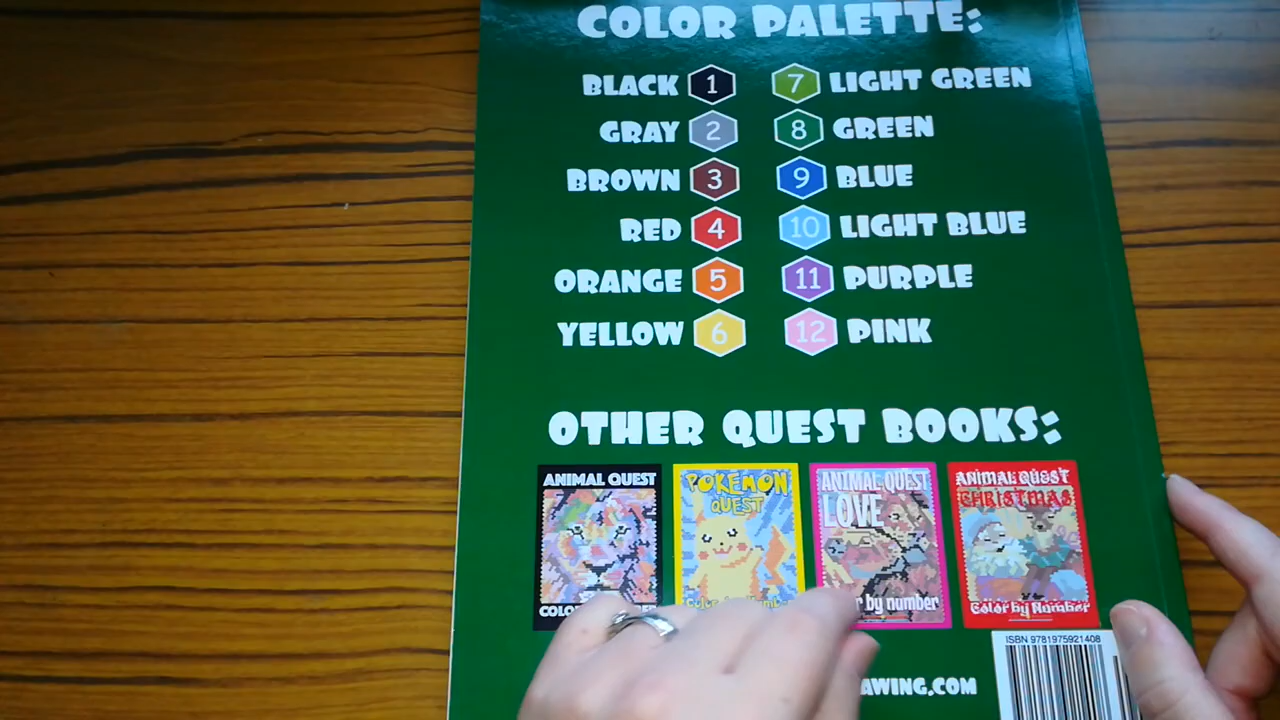 COLOR PALETTE:
BLACK 1
GRAY 2
BROWN 3
RED 4
ORANGE 5
YELLOW 6
7 LIGHT GREEN
8 GREEN
9 BLUE
10 LIGHT BLUE
11 PURPLE
12 PINK
OTHER QUEST BOOKS:
ANIMAL QUEST
POKEMON
QUEST
ANIMAL QUEST
LOVE
by number
ANIMAL QUEST
CHRISTMAS
Color by Number
AWING.COM
ISBN 9781975921408